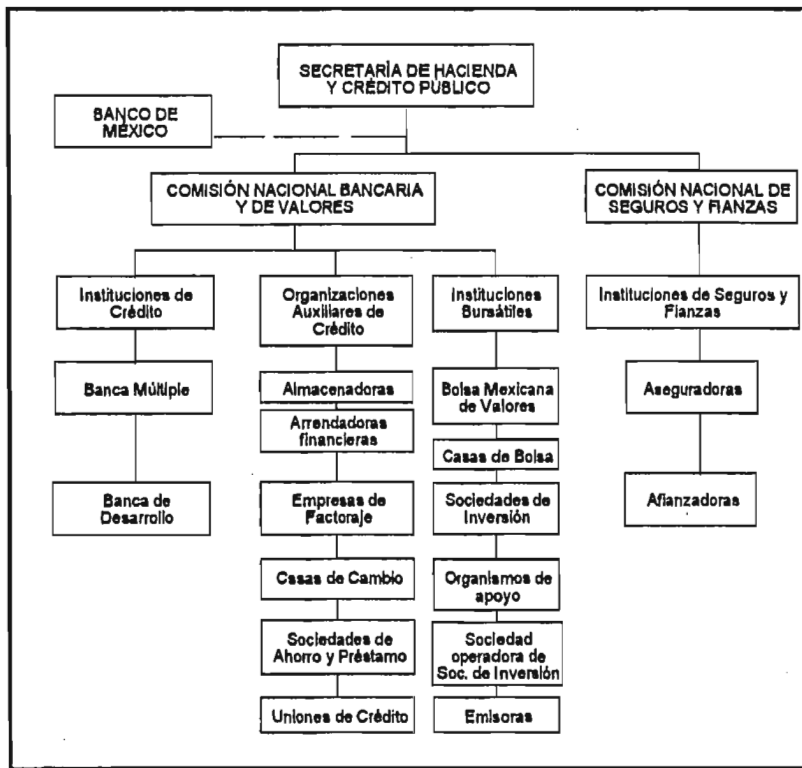 SECRETARÍA DE HACIENDA
Y CRÉDITO PÚBLICO
BANCO DE
MÉXICO
COMISIÓN NACIONAL BANCARIA
Y DE VALORES
COMISIÓN NACIONAL DE
SEGUROS Y FIANZAS
Instituciones de
Crédito
Organizaciones
Auxiliares de
Crédito
Instituciones
Bursátiles
Instituciones de Seguros y
Fianzas
Banca Múltiple
Almacenadoras
Bolsa Mexicana
de Valores
Aseguradoras
Arrendadoras
financieras
Casas de Bolsa
Banca de
Desarrollo
Empresas de
Factoraje
Sociedades de
Inversión
Afianzadoras
Casas de Cambio
Organismos de
apoyo
Sociedades de
Ahorro y Préstamo
Sociedad
operadora de
Soc. de Inversión
Uniones de Crédito
Emisoras